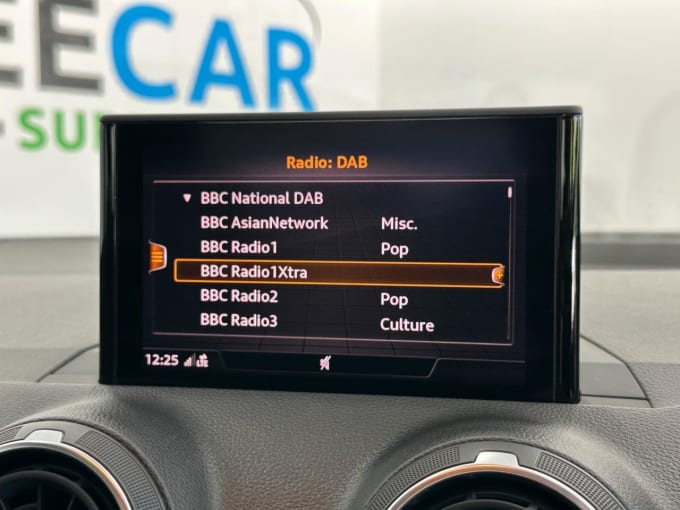 EECAR
SUP
Radio: DAB
▼ BBC National DAB
BBC AsianNetwork Misc.
BBC Radio1 Pop
BBC Radio1Xtra
BBC Radio2 Pop
BBC Radio3 Culture
12:25 LTE